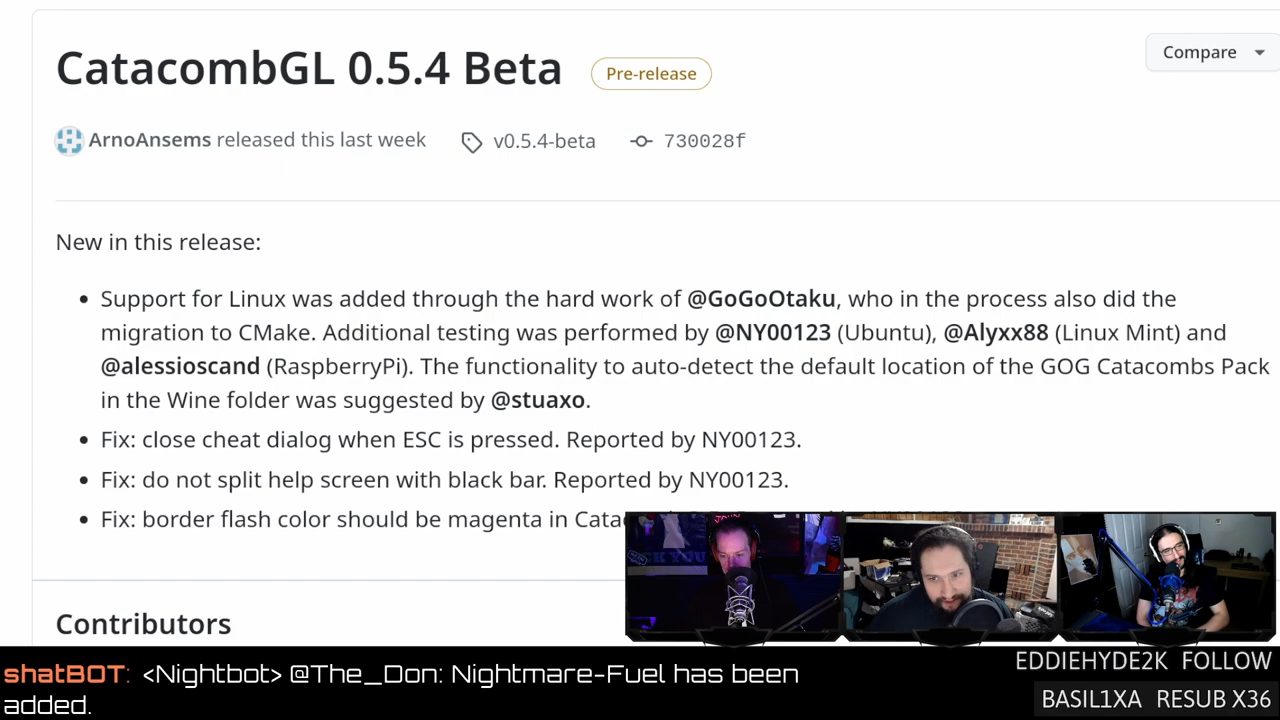 CatacombGL 0.5.4 Beta
Pre-release
Compare
ArnoAnsems released this last week
v0.5.4-beta
730028f
New in this release:
Support for Linux was added through the hard work of @GoGoOtaku, who in the process also did the
migration to CMake. Additional testing was performed by @NY00123 (Ubuntu), @Alyxx88 (Linux Mint) and
@alessioscand (RaspberryPi). The functionality to auto-detect the default location of the GOG Catacombs Pack
in the Wine folder was suggested by @stuaxo.
Fix: close cheat dialog when ESC is pressed. Reported by NY00123.
Fix: do not split help screen with black bar. Reported by NY00123.
Fix: border flash color should be magenta in
Contributors
shatBOT: <Nightbot> @The_Don: Nightmare-Fuel has been
added.
EDDIEHYDE2K FOLLOW
BASIL1XA RESUB X36